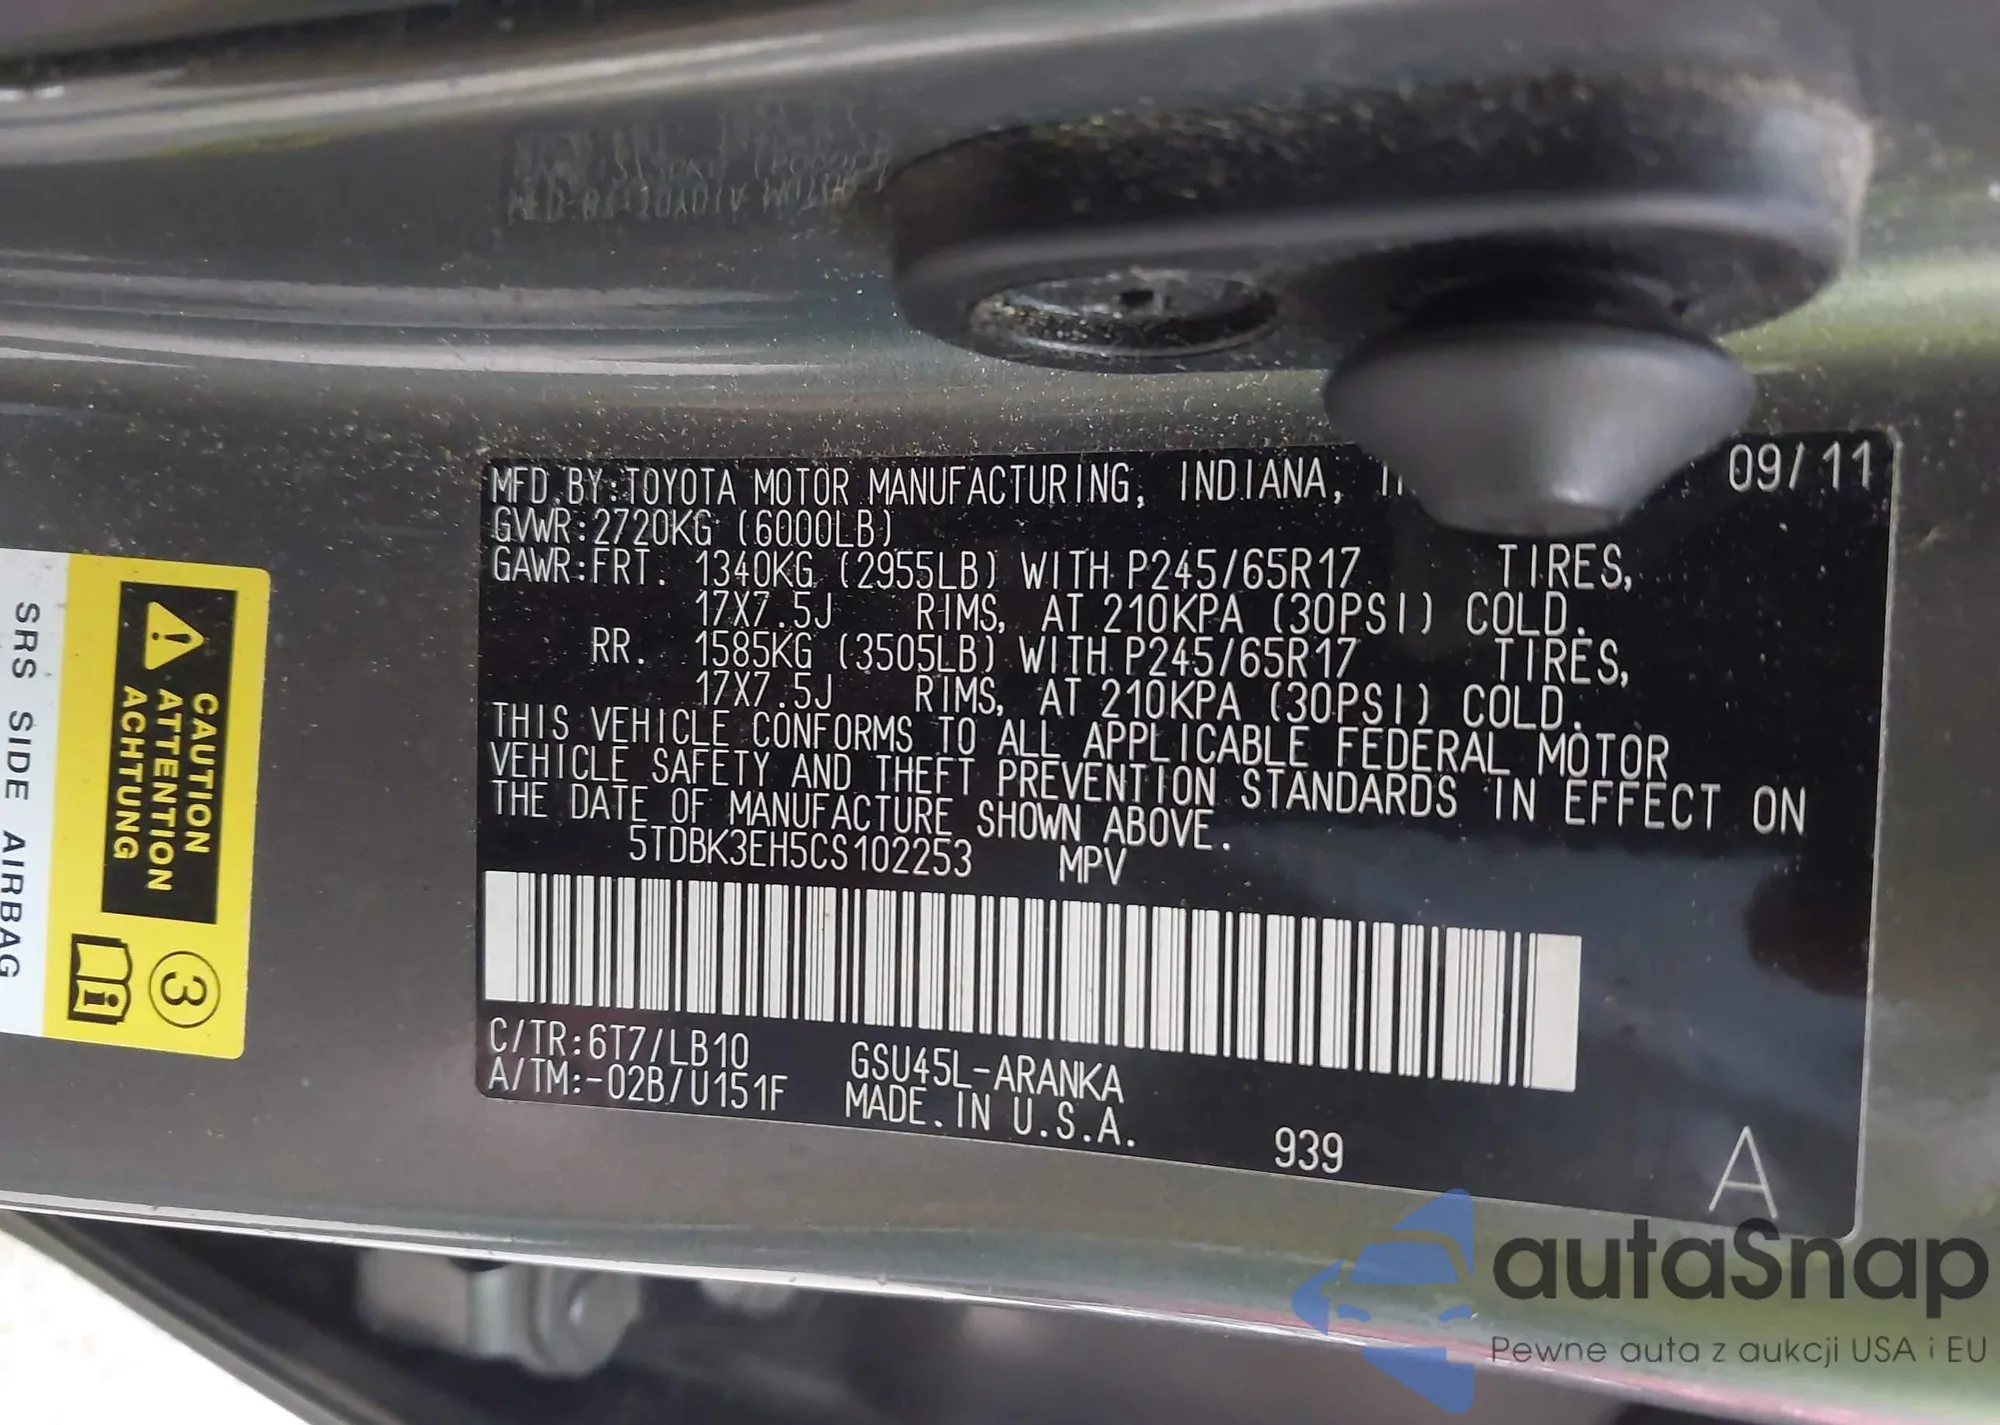 MFD.BY:TOYOTA MOTOR MANUFACTURING, INDIANA, 09/11
GVWR:2720KG (6000LB)
GAWR:FRT. 1340KG (2955LB) WITH P245/65R17 TIRES,
17X7.5J RIMS, AT 210KPA (30PSI) COLD.
RR. 1585KG (3505LB) WITH P245/65R17 TIRES,
17X7.5J RIMS, AT 210KPA (30PSI) COLD.
THIS VEHICLE CONFORMS TO ALL APPLICABLE FEDERAL MOTOR
VEHICLE SAFETY AND THEFT PREVENTION STANDARDS IN EFFECT ON
THE DATE OF MANUFACTURE SHOWN ABOVE.
5TDBK3EH5CS102253 MPV
C/TR:6T7/LB10 GSU45L-ARANKA
A/TM:-02B/U151F MADE.IN U.S.A.
939
A
CAUTION
ATTENTION
ACHTUNG
3
SRS SIDE AIRBAG
autaSnap
Pewne auta z aukcji USA i EU